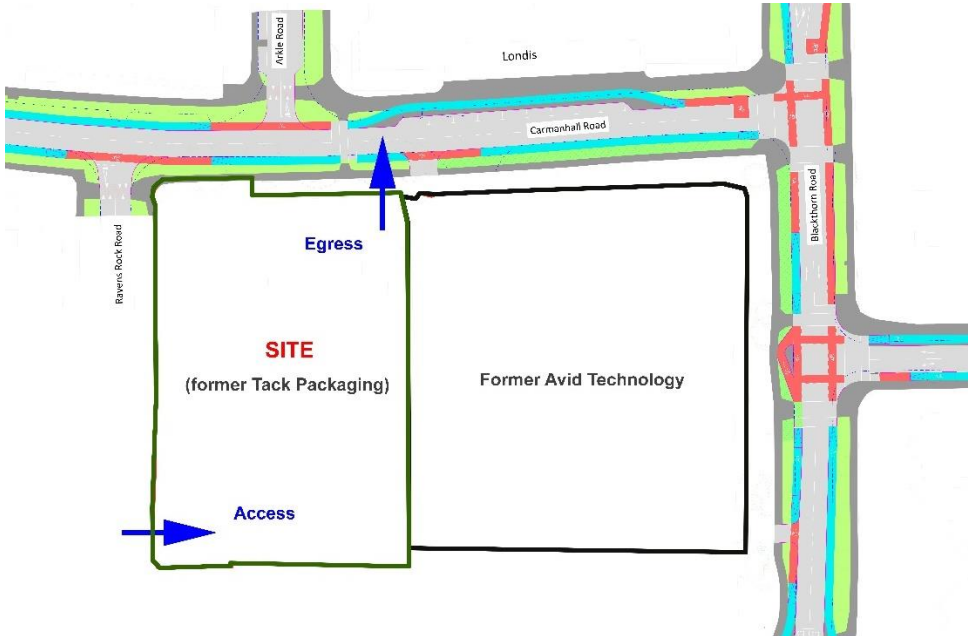 Arkle Road
Londis
Carmanhall Road
Blackthorn Road
Ravens Rock Road
Egress
SITE
(former Tack Packaging)
Former Avid Technology
Access